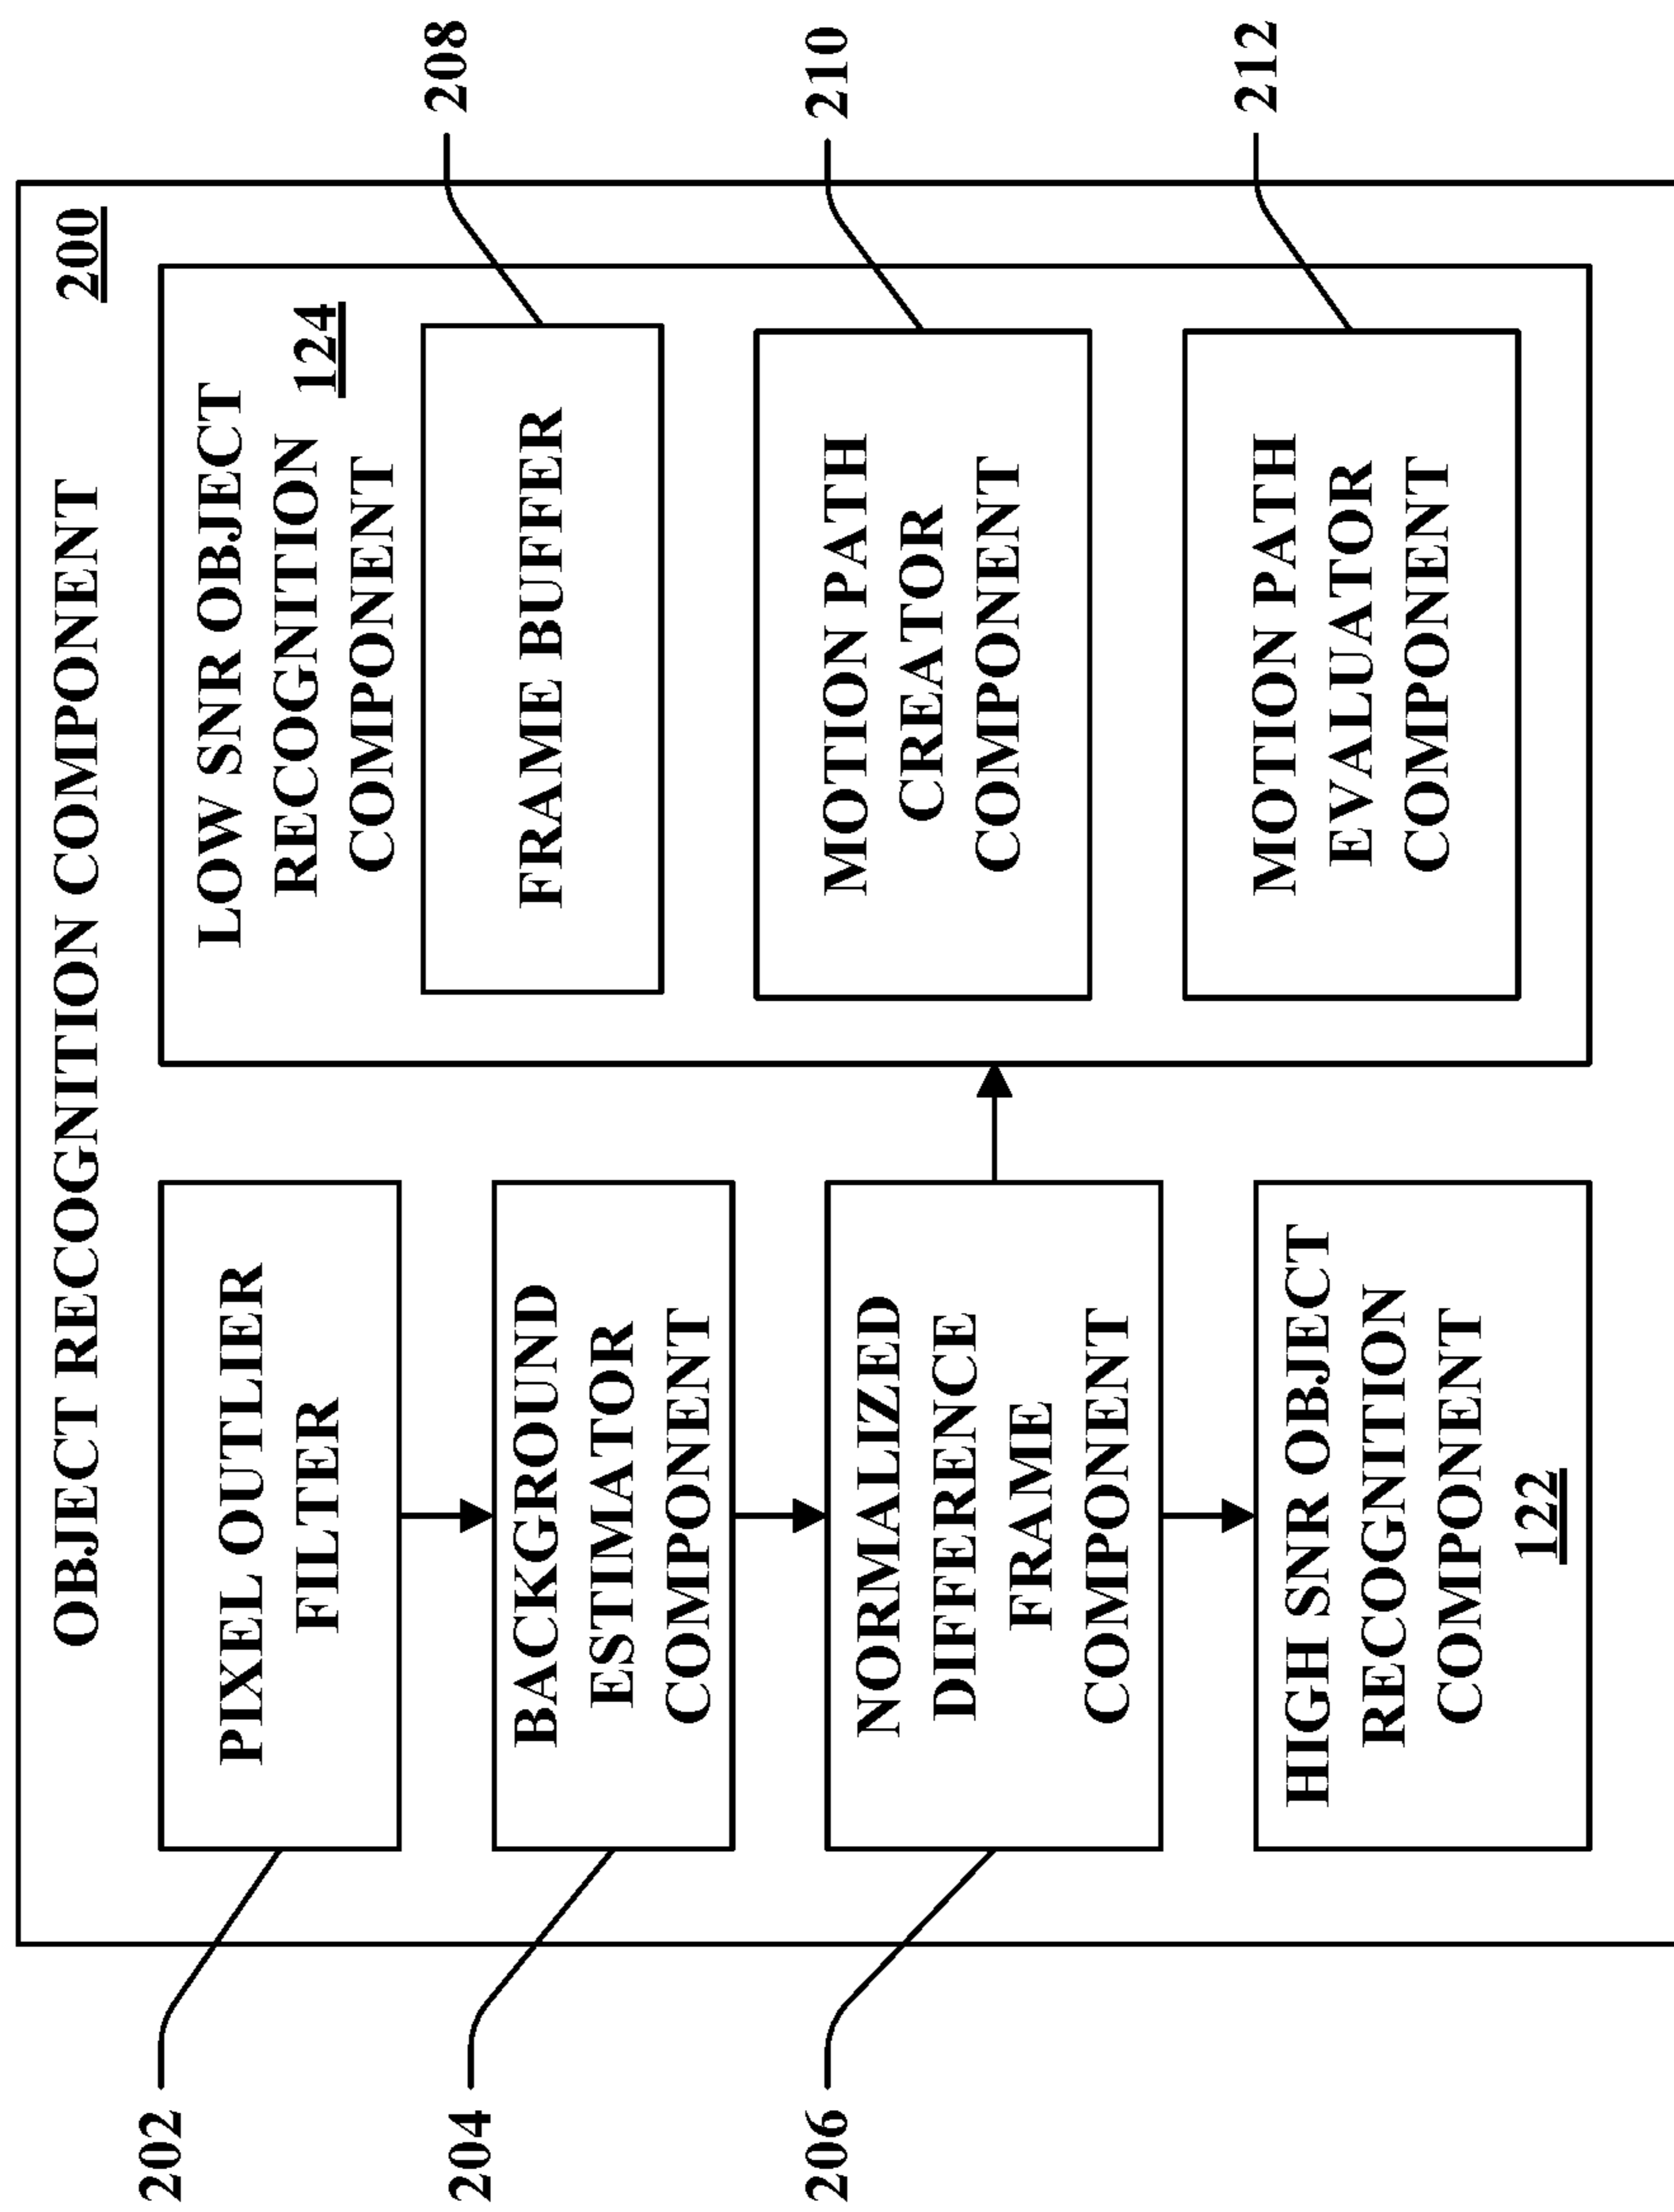 OBJECT RECOGNITION COMPONENT
200
202
PIXEL OUTLIER
FILTER
204
BACKGROUND
ESTIMATOR
COMPONENT
206
NORMALIZED
DIFFERENCE
FRAME
COMPONENT
HIGH SNR OBJECT
RECOGNITION
COMPONENT
122
LOW SNR OBJECT
RECOGNITION
124
COMPONENT
FRAME BUFFER
208
MOTION PATH
CREATOR
COMPONENT
210
MOTION PATH
EVALUATOR
COMPONENT
212